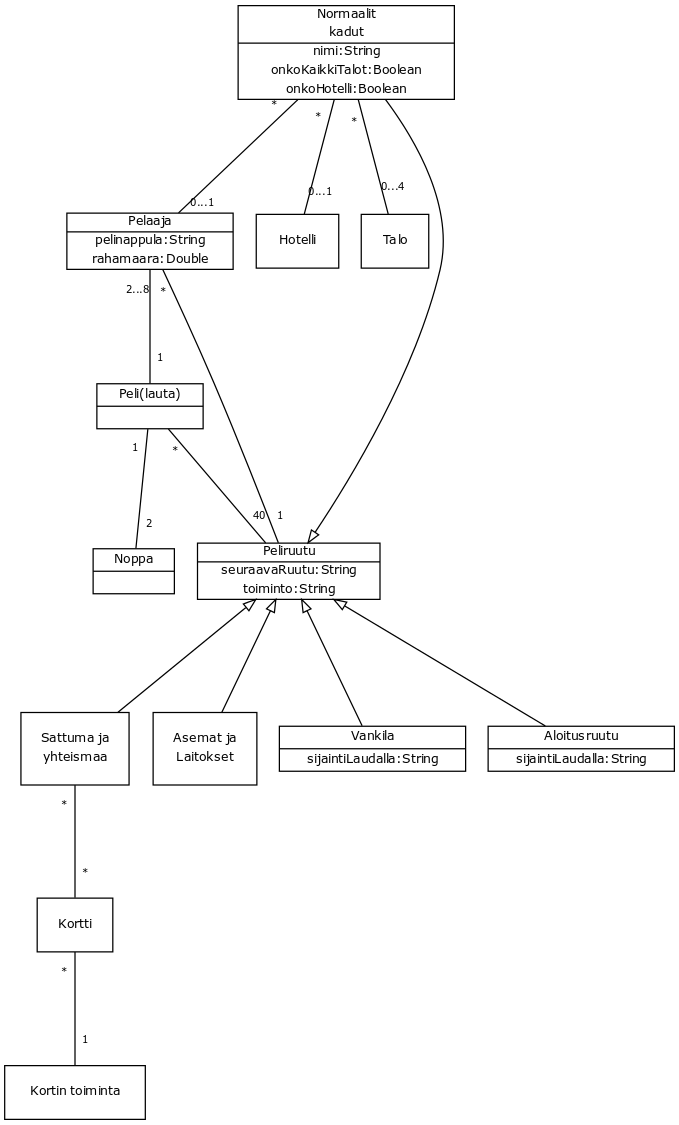 Normaalit
kadut
nimi:String
onkoKaikkiTalot:Boolean
onkoHotelli:Boolean
*
*
*
0...1
0...1
0...4
Pelaaja
pelinappula:String
rahamaara:Double
Hotelli
Talo
2...8
*
1
Peli(lauta)
1
*
2
40
1
Noppa
Peliruutu
seuraavaRuutu:String
toiminto:String
Sattuma ja
yhteismaa
Asemat ja
Laitokset
Vankila
sijaintiLaudalla:String
Aloitusruutu
sijaintiLaudalla:String
*
*
Kortti
*
1
Kortin toiminta